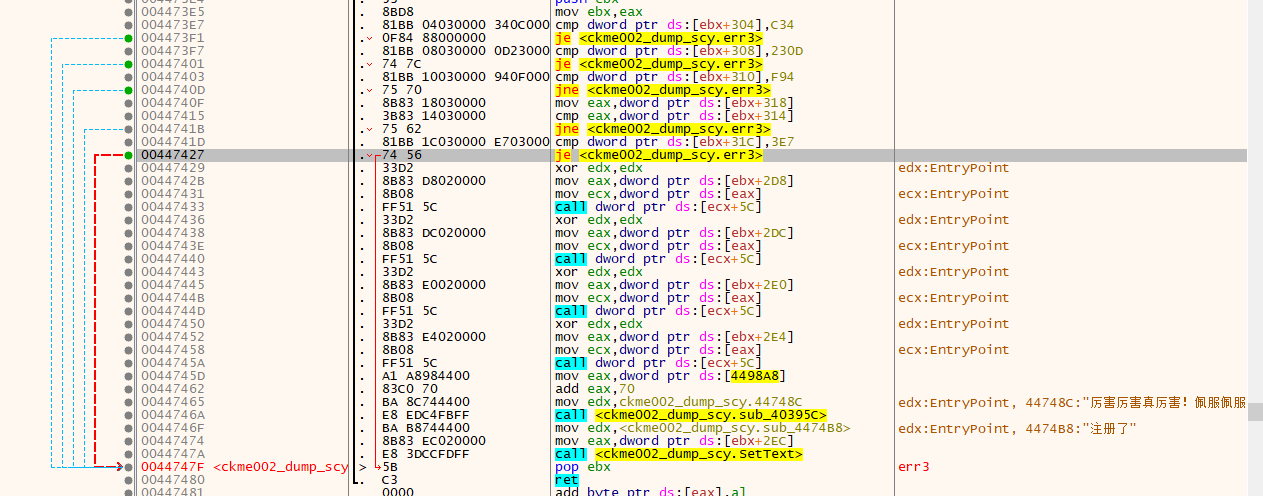 004473E4 53 push ebx
004473E5 . 8BD8 mov ebx,eax
004473E7 . 81BB 04030000 340C000 cmp dword ptr ds:[ebx+304],C34
004473F1 . 0F84 88000000 je <ckme002_dump_scy.err3>
004473F7 . 81BB 08030000 0D23000 cmp dword ptr ds:[ebx+308],230D
00447401 . 74 7C je <ckme002_dump_scy.err3>
00447403 . 81BB 10030000 940F000 cmp dword ptr ds:[ebx+310],F94
0044740D . 75 70 jne <ckme002_dump_scy.err3>
0044740F . 8B83 18030000 mov eax,dword ptr ds:[ebx+318]
00447415 . 3B83 14030000 cmp eax,dword ptr ds:[ebx+314]
0044741B . 75 62 jne <ckme002_dump_scy.err3>
0044741D . 81BB 1C030000 E703000 cmp dword ptr ds:[ebx+31C],3E7
00447427 . 74 56 je <ckme002_dump_scy.err3>
00447429 . 33D2 xor edx,edx edx:EntryPoint
0044742B . 8B83 D8020000 mov eax,dword ptr ds:[ebx+2D8]
00447431 . 8B08 mov ecx,dword ptr ds:[eax] ecx:EntryPoint
00447433 . FF51 5C call dword ptr ds:[ecx+5C]
00447436 . 33D2 xor edx,edx edx:EntryPoint
00447438 . 8B83 DC020000 mov eax,dword ptr ds:[ebx+2DC]
0044743E . 8B08 mov ecx,dword ptr ds:[eax] ecx:EntryPoint
00447440 . FF51 5C call dword ptr ds:[ecx+5C]
00447443 . 33D2 xor edx,edx edx:EntryPoint
00447445 . 8B83 E0020000 mov eax,dword ptr ds:[ebx+2E0]
0044744B . 8B08 mov ecx,dword ptr ds:[eax] ecx:EntryPoint
0044744D . FF51 5C call dword ptr ds:[ecx+5C]
00447450 . 33D2 xor edx,edx edx:EntryPoint
00447452 . 8B83 E4020000 mov eax,dword ptr ds:[ebx+2E4]
00447458 . 8B08 mov ecx,dword ptr ds:[eax] ecx:EntryPoint
0044745A . FF51 5C call dword ptr ds:[ecx+5C]
0044745D . A1 A8984400 mov eax,dword ptr ds:[4498A8]
00447462 . 83C0 70 add eax,70
00447465 . BA 8C744400 mov edx,ckme002_dump_scy.44748C edx:EntryPoint, 44748C:"厉害厉害真厉害！佩服佩服
0044746A . E8 EDC4FBFF call <ckme002_dump_scy.sub_40395C>
0044746F . BA B8744400 mov edx,<ckme002_dump_scy.sub_4474B8> edx:EntryPoint, 4474B8:"注册了"
00447474 . 8B83 EC020000 mov eax,dword ptr ds:[ebx+2EC]
0044747A . E8 3DCCFDFF call <ckme002_dump_scy.SetText>
0044747F <ckme002_dump_scy > 5B pop ebx err3
00447480 . C3 ret
00447481 0000 add byte ptr ds:[eax],al